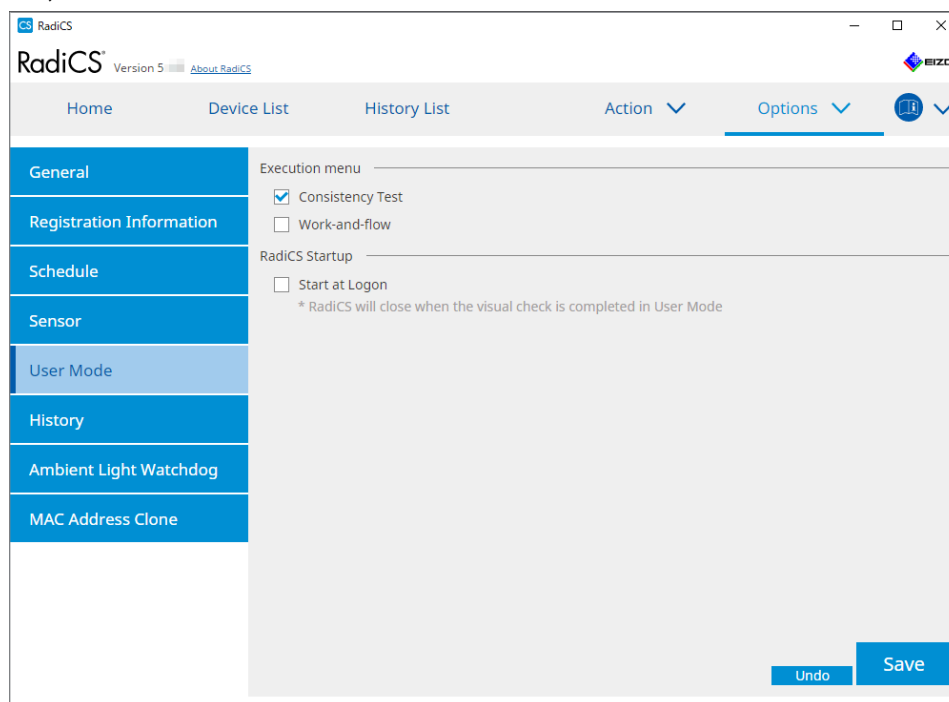 CS RadiCS
RadiCS Version 5 About RadiCS
Home Device List History List Action Options
General
Registration Information
Schedule
Sensor
User Mode
History
Ambient Light Watchdog
MAC Address Clone
Execution menu
Consistency Test
Work-and-flow
RadiCS Startup
Start at Logon
* RadiCS will close when the visual check is completed in User Mode
Undo
Save